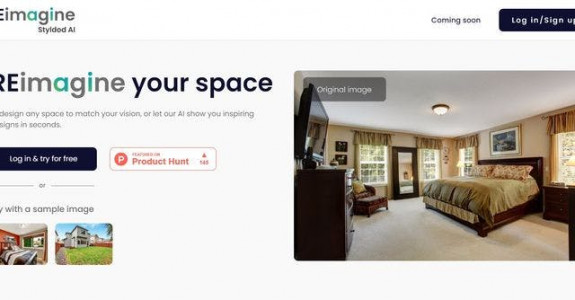 Eimagine
Stylded AI
Coming soon
Log in/Sign up
REimagine your space
design any space to match your vision, or let our AI show you inspiring
signs in seconds.
Log in & try for free
FEATURED ON
Product Hunt
148
or
y with a sample image
Original image